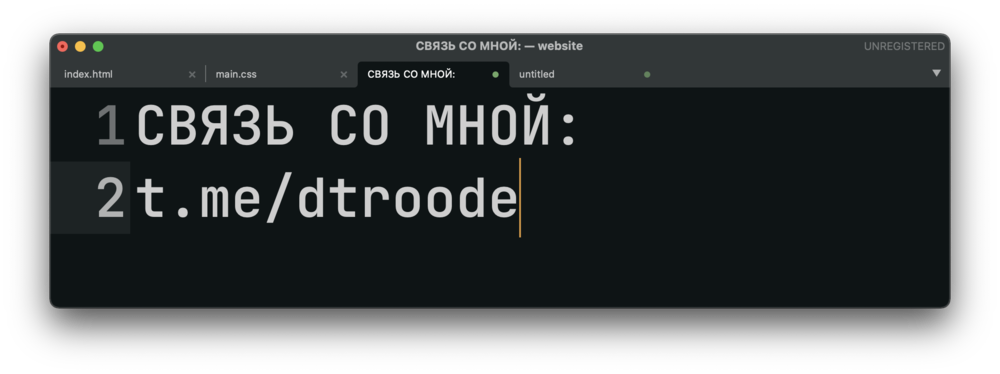 СВЯЗЬ СО МНОЙ: — website
UNREGISTERED
index.html
main.css
СВЯЗЬ СО МНОЙ:
untitled
1 СВЯЗЬ СО МНОЙ:
2 t.me/dtroode